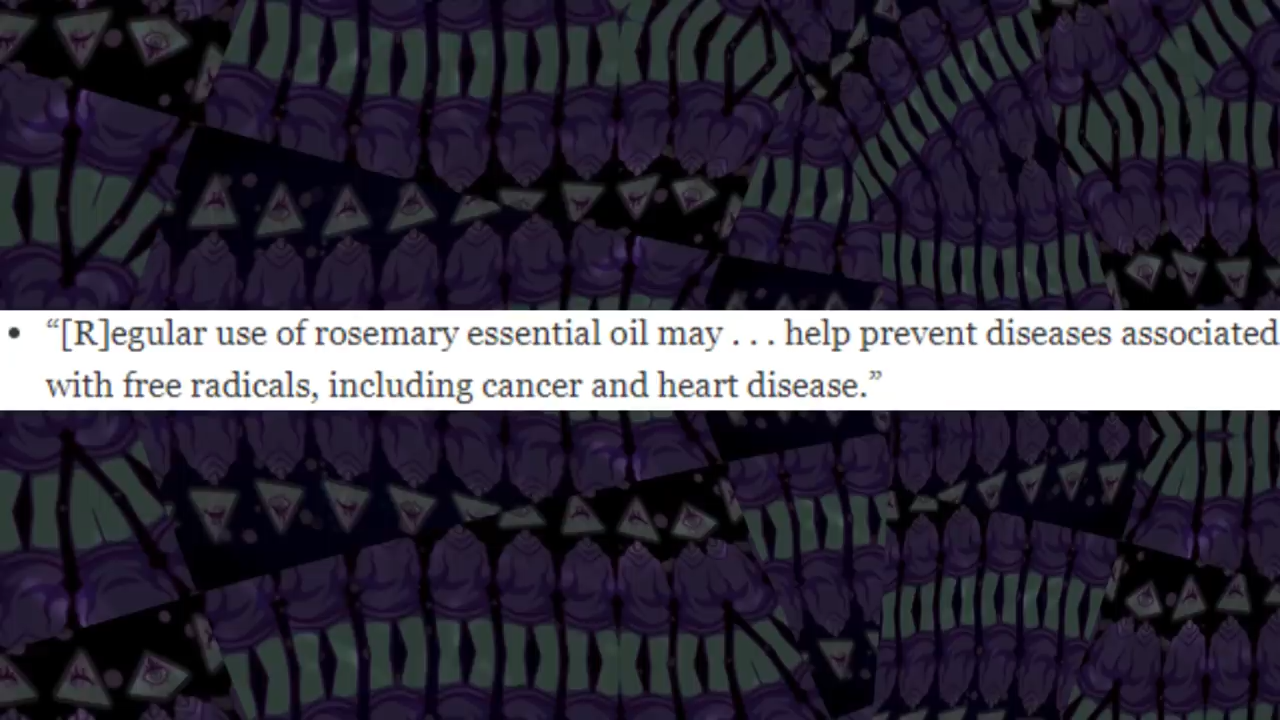 • “[R]egular use of rosemary essential oil may . . . help prevent diseases associated
with free radicals, including cancer and heart disease.”